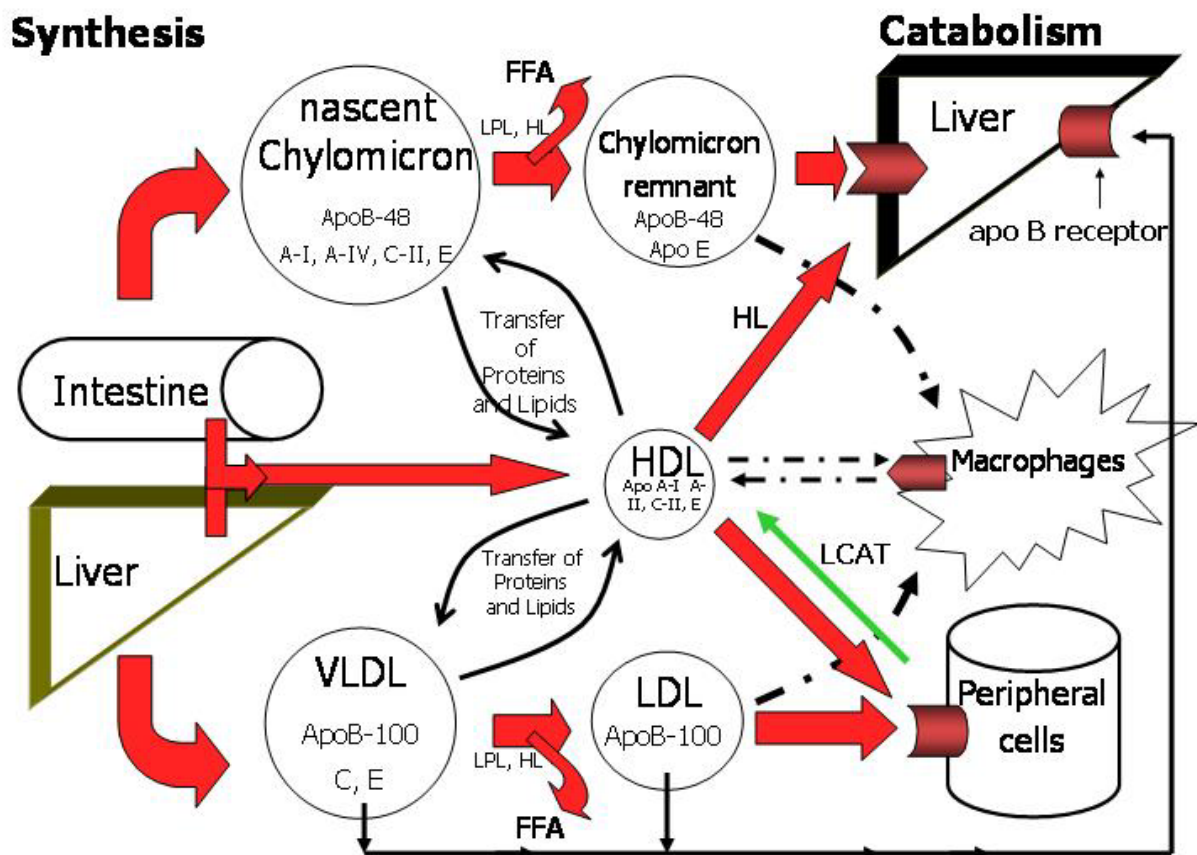 Synthesis
Catabolism
FFA
nascent
Chylomicron
ApoB-48
A-I, A-IV, C-II, E
LPL, HL
Chylomicron
remnant
ApoB-48
Apo E
Liver
apo B receptor
HL
Transfer
of
Proteins
and Lipids
Intestine
HDL
Apo A-I A-
II, C-II, E
Macrophages
Liver
Transfer of
Proteins
and Lipids
LCAT
VLDL
ApoB-100
C, E
LPL, HL
FFA
LDL
ApoB-100
Peripheral
cells